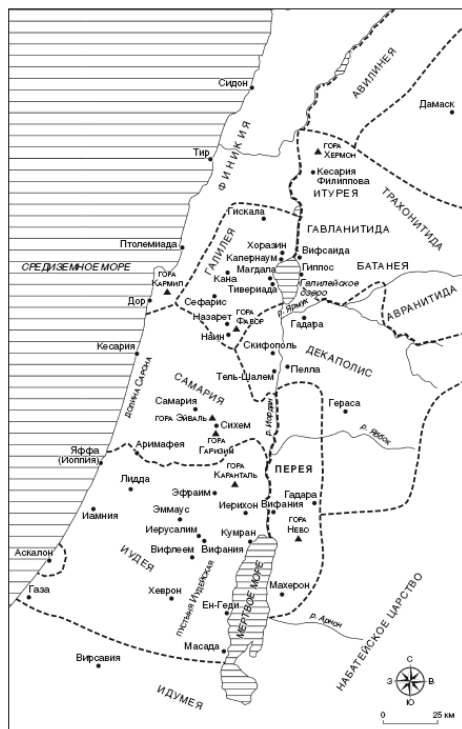 АВИЛИНЕЯ
Сидон
Дамаск
ФИНИКИЯ
ГОРА
ХЕРМОН
Тир
Кесария
Филиппова
ИТУРЕЯ
ТРАХОНИТИДА
Гискала
ГАВЛАНИТИДА
Птолемиада
ГАЛИЛЕЯ
Хоразин
Капернаум
Вифсаида
СРЕДИЗЕМНОЕ МОРЕ
ГОРА
КАРМИЛ
Кана
Магдала
Гиппос
БАТАНЕЯ
Тивериада
Галилейское
озеро
Дор
Сефарис
р. Ярмук
АВРАНИТИДА
Назарет
ГОРА
ФАВОР
Гадара
Наин
Кесария
Скифополь
ДЕКАПОЛИС
Тель-Шалем
Пелла
ДОЛИНА САРОНА
САМАРИЯ
Самария
ГОРА ЭЙВАЛЬ
Сихем
р. Иордан
Гераса
ГОРА
ГАРИЗИМ
р. Яббок
Яффа
(Иоппия)
Аримафея
ГОРА
КАРАНТАЛЬ
ПЕРЕЯ
Лидда
Эфраим
Гадара
Иамния
Эммаус
Иерихон
Вифания
ГОРА
НЕВО
Иерусалим
Кумран
ИУДЕЯ
Вифлеем
Вифания
Аскалон
Газа
Хеврон
ПУСТЫНЯ ИУДЕЙСКАЯ
МЕРТВОЕ МОРЕ
Махерон
Ен-Геди
р. Арнон
Масада
НАБАТЕЙСКОЕ ЦАРСТВО
Вирсавия
ИДУМЕЯ
С
З
В
Ю
0
25 км